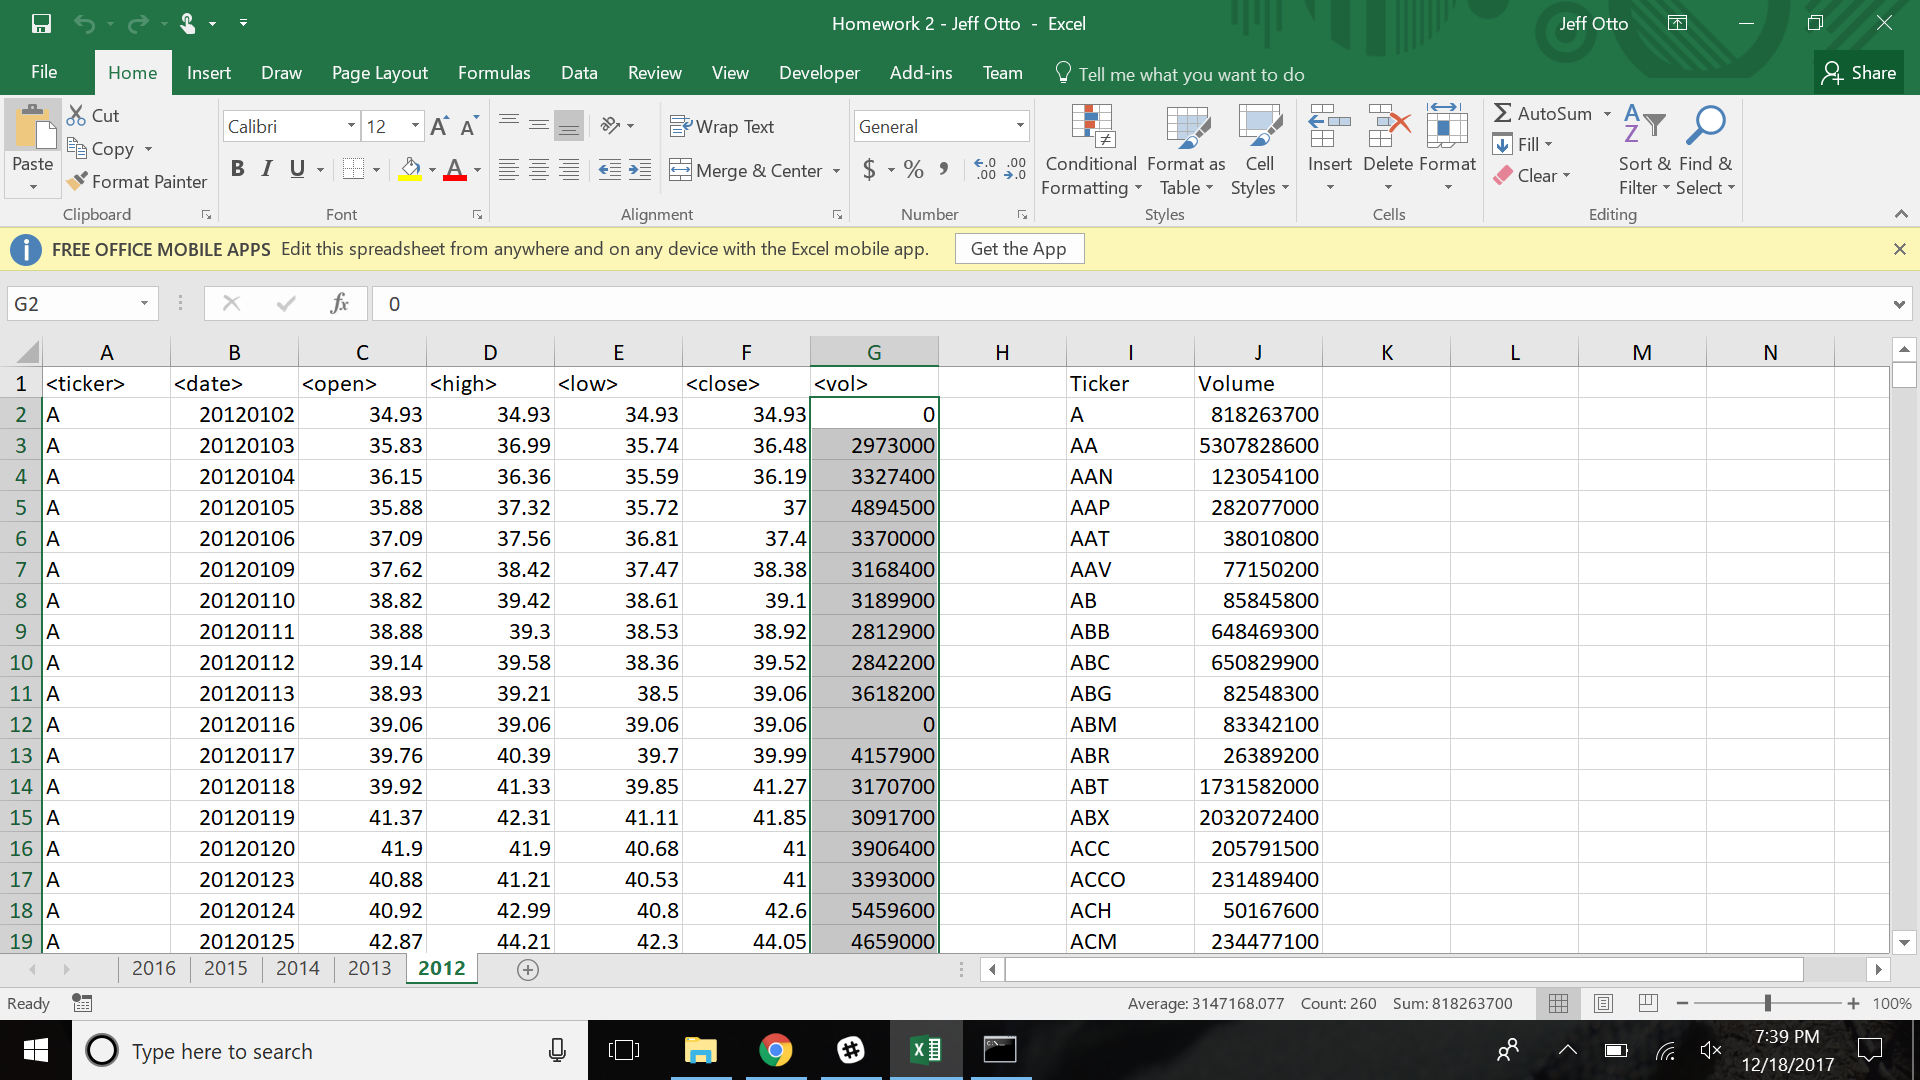 Homework 2 - Jeff Otto - Excel
Jeff Otto
File Home Insert Draw Page Layout Formulas Data Review View Developer Add-ins Team Tell me what you want to do Share
Paste
Cut
Copy
Format Painter
Clipboard
Calibri 12
B I U
Font
Wrap Text
Merge & Center
Alignment
General
$ % ,
Number
Conditional Formatting
Format as Table
Cell Styles
Styles
Insert Delete Format
Cells
AutoSum
Fill
Clear
Sort & Filter
Find & Select
Editing
FREE OFFICE MOBILE APPS Edit this spreadsheet from anywhere and on any device with the Excel mobile app. Get the App
G2 fx 0
A B C D E F G H I J K L M N
1 <ticker> <date> <open> <high> <low> <close> <vol> Ticker Volume
2 A 20120102 34.93 34.93 34.93 34.93 0 A 818263700
3 A 20120103 35.83 36.99 35.74 36.48 2973000 AA 5307828600
4 A 20120104 36.15 36.36 35.59 36.19 3327400 AAN 123054100
5 A 20120105 35.88 37.32 35.72 37 4894500 AAP 282077000
6 A 20120106 37.09 37.56 36.81 37.4 3370000 AAT 38010800
7 A 20120109 37.62 38.42 37.47 38.38 3168400 AAV 77150200
8 A 20120110 38.82 39.42 38.61 39.1 3189900 AB 85845800
9 A 20120111 38.88 39.3 38.53 38.92 2812900 ABB 648469300
10 A 20120112 39.14 39.58 38.36 39.52 2842200 ABC 650829900
11 A 20120113 38.93 39.21 38.5 39.06 3618200 ABG 82548300
12 A 20120116 39.06 39.06 39.06 39.06 0 ABM 83342100
13 A 20120117 39.76 40.39 39.7 39.99 4157900 ABR 26389200
14 A 20120118 39.92 41.33 39.85 41.27 3170700 ABT 1731582000
15 A 20120119 41.37 42.31 41.11 41.85 3091700 ABX 2032072400
16 A 20120120 41.9 41.9 40.68 41 3906400 ACC 205791500
17 A 20120123 40.88 41.21 40.53 41 3393000 ACCO 231489400
18 A 20120124 40.92 42.99 40.8 42.6 5459600 ACH 50167600
19 A 20120125 42.87 44.21 42.3 44.05 4659000 ACM 234477100
2016 2015 2014 2013 2012
Ready Average: 3147168.077 Count: 260 Sum: 818263700 100%
Type here to search
7:39 PM
12/18/2017